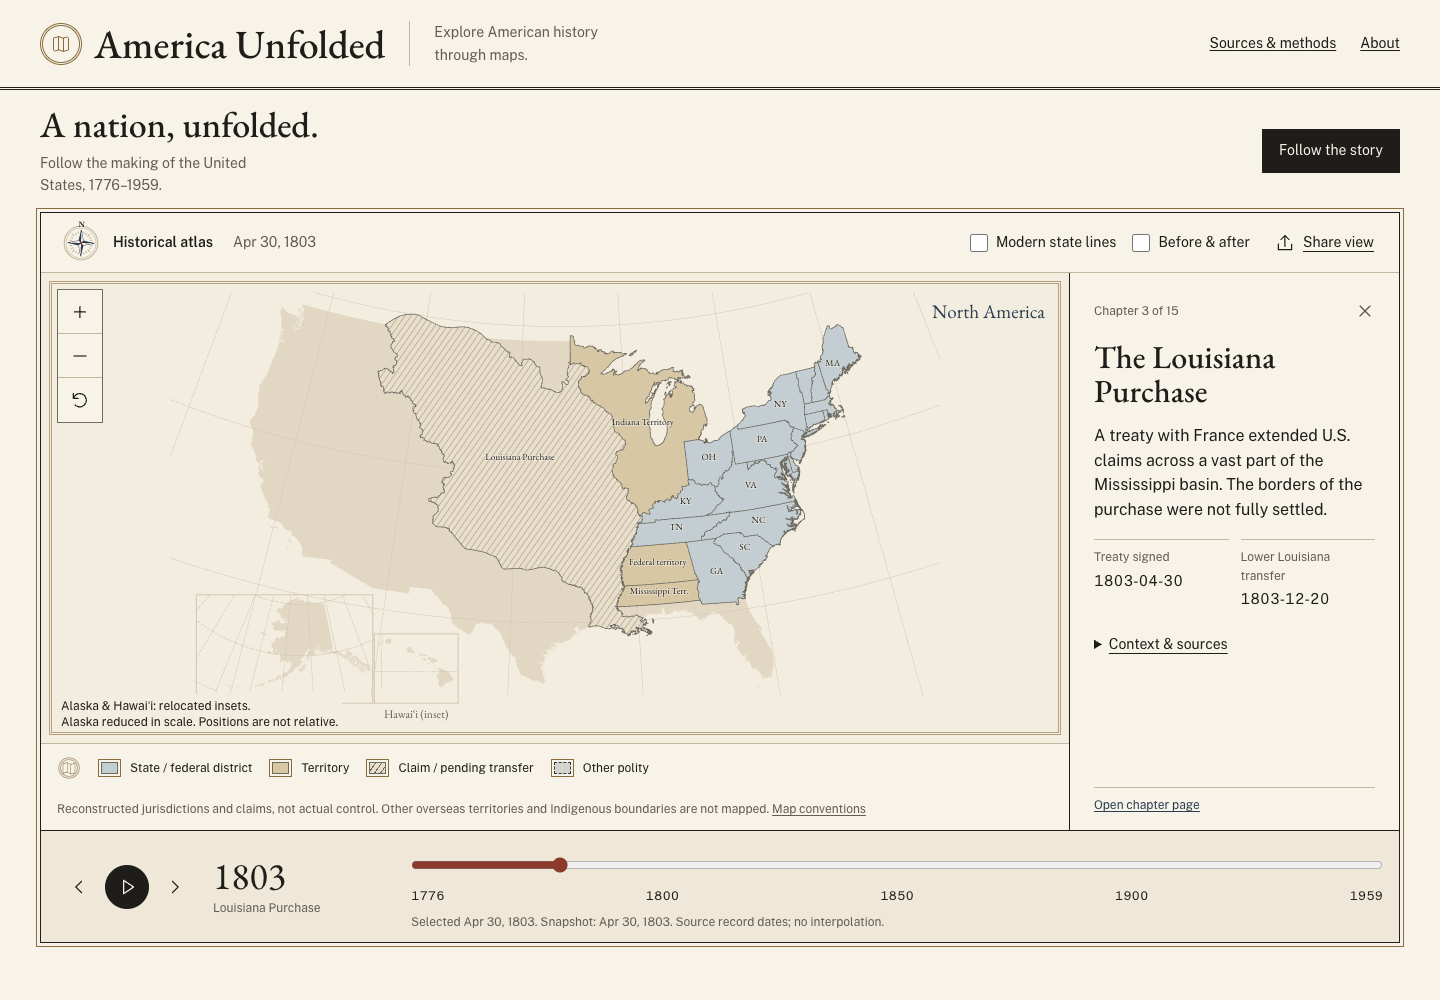 America Unfolded
Explore American history
through maps.
Sources & methods
About
A nation, unfolded.
Follow the making of the United
States, 1776–1959.
Follow the story
N
Historical atlas
Apr 30, 1803
Modern state lines
Before & after
Share view
North America
MA
NY
PA
Indiana Territory
OH
Louisiana Purchase
VA
KY
NC
TN
SC
Federal territory
GA
Mississippi Terr.
Alaska & Hawaiʻi: relocated insets.
Alaska reduced in scale. Positions are not relative.
Hawaiʻi (inset)
State / federal district
Territory
Claim / pending transfer
Other polity
Reconstructed jurisdictions and claims, not actual control. Other overseas territories and Indigenous boundaries are not mapped. Map conventions
Chapter 3 of 15
The Louisiana
Purchase
A treaty with France extended U.S.
claims across a vast part of the
Mississippi basin. The borders of the
purchase were not fully settled.
Treaty signed
1803-04-30
Lower Louisiana
transfer
1803-12-20
Context & sources
Open chapter page
1803
Louisiana Purchase
1776
1800
1850
1900
1959
Selected Apr 30, 1803. Snapshot: Apr 30, 1803. Source record dates; no interpolation.